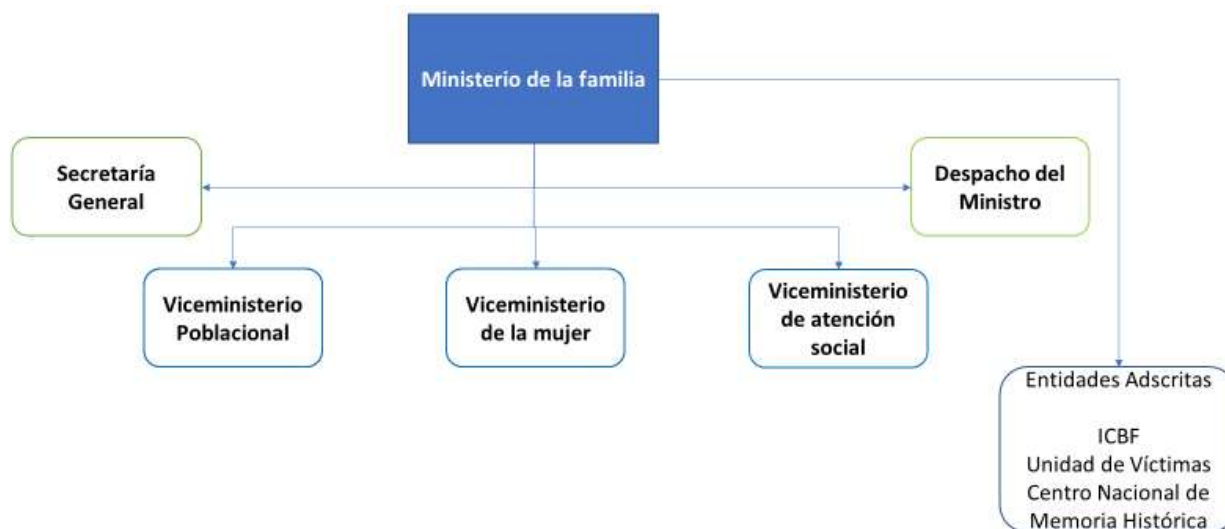 Ministerio de la familia
Secretaría
General
Despacho del
Ministro
Viceministerio
Poblacional
Viceministerio
de la mujer
Viceministerio
de atención
social
Entidades Adscritas
ICBF
Unidad de Víctimas
Centro Nacional de
Memoria Histórica